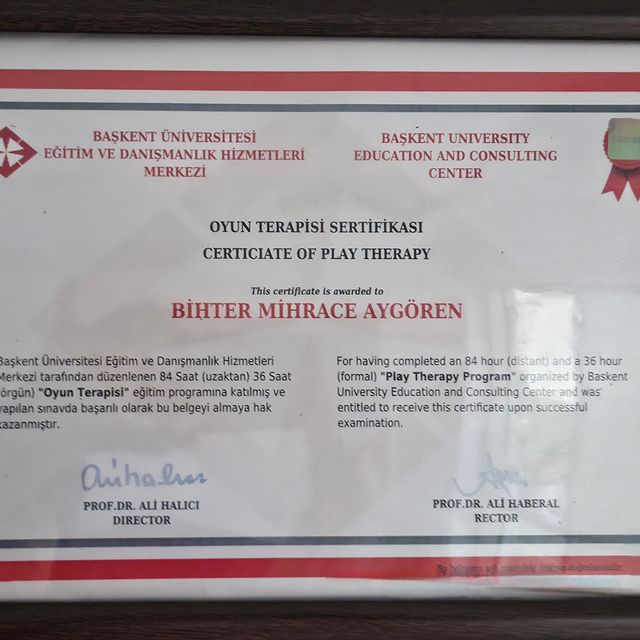 BAŞKENT ÜNİVERSİTESİ
EĞİTİM VE DANIŞMANLIK HİZMETLERİ
MERKEZİ
BAŞKENT UNIVERSITY
EDUCATION AND CONSULTING
CENTER
OYUN TERAPİSİ SERTİFİKASI
CERTICIATE OF PLAY THERAPY
This certificate is awarded to
BİHTER MİHRACE AYGÖREN
Başkent Üniversitesi Eğitim ve Danışmanlık Hizmetleri
Merkezi tarafından düzenlenen 84 Saat (uzaktan) 36 Saat
örgün) "Oyun Terapisi" eğitim programına katılmış ve
yapılan sınavda başarılı olarak bu belgeyi almaya hak
kazanmıştır.
For having completed an 84 hour (distant) and a 36 hour
(formal) "Play Therapy Program" organized by Baskent
University Education and Consulting Center and was
entitled to receive this certificate upon successful
examination.
PROF.DR. ALİ HALICI
DIRECTOR
PROF.DR. ALİ HABERAL
RECTOR